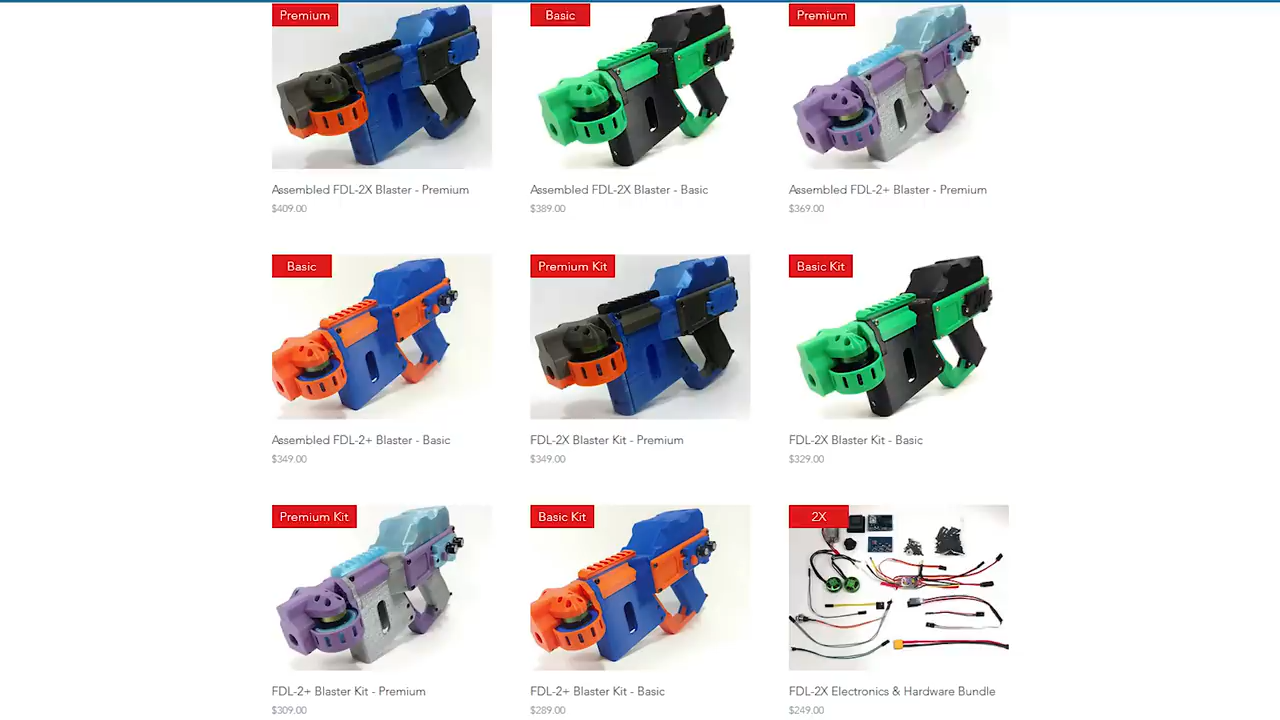 Premium
Basic
Premium
Assembled FDL-2X Blaster - Premium
Assembled FDL-2X Blaster - Basic
Assembled FDL-2+ Blaster - Premium
$409.00
$389.00
$369.00
Basic
Premium Kit
Basic Kit
Assembled FDL-2+ Blaster - Basic
FDL-2X Blaster Kit - Premium
FDL-2X Blaster Kit - Basic
$349.00
$349.00
$329.00
Premium Kit
Basic Kit
2X
FDL-2+ Blaster Kit - Premium
FDL-2+ Blaster Kit - Basic
FDL-2X Electronics & Hardware Bundle
$309.00
$289.00
$249.00